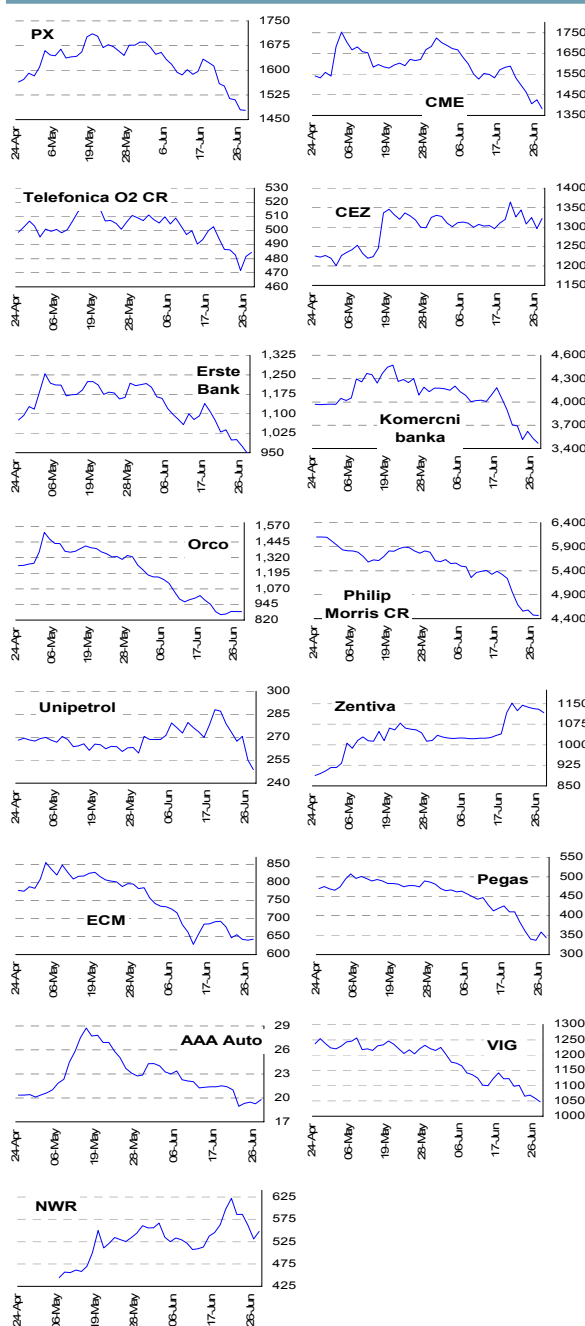 PX
1750
1675
1600
1525
1450
24-Apr
6-May
19-May
28-May
6-Jun
17-Jun
26-Jun
CME
1750
1650
1550
1450
1350
24-Apr
06-May
19-May
28-May
06-Jun
17-Jun
26-Jun
Telefonica O2 CR
530
520
510
500
490
480
470
460
24-Apr
06-May
19-May
28-May
06-Jun
17-Jun
26-Jun
CEZ
1400
1350
1300
1250
1200
1150
24-Apr
06-May
19-May
28-May
06-Jun
17-Jun
26-Jun
Erste
Bank
1,325
1,250
1,175
1,100
1,025
950
24-Apr
06-May
19-May
28-May
06-Jun
17-Jun
26-Jun
Komercni
banka
4,600
4,300
4,000
3,700
3,400
24-Apr
06-May
19-May
28-May
06-Jun
17-Jun
26-Jun
Orco
1,570
1,445
1,320
1,195
1,070
945
820
24-Apr
06-May
19-May
28-May
06-Jun
17-Jun
26-Jun
Philip
Morris CR
6,400
5,900
5,400
4,900
4,400
24-Apr
06-May
19-May
28-May
06-Jun
17-Jun
26-Jun
Unipetrol
300
285
270
255
240
24-Apr
06-May
19-May
28-May
06-Jun
17-Jun
26-Jun
Zentiva
1150
1075
1000
925
850
24-Apr
06-May
19-May
28-May
06-Jun
17-Jun
26-Jun
ECM
850
800
750
700
650
600
24-Apr
06-May
19-May
28-May
06-Jun
17-Jun
26-Jun
Pegas
550
500
450
400
350
300
24-Apr
06-May
19-May
28-May
06-Jun
17-Jun
26-Jun
AAA Auto
29
26
23
20
17
24-Apr
06-May
19-May
28-May
06-Jun
17-Jun
26-Jun
VIG
1300
1250
1200
1150
1100
1050
1000
24-Apr
06-May
19-May
28-May
06-Jun
17-Jun
26-Jun
NWR
625
575
525
475
425
24-Apr
06-May
19-May
28-May
06-Jun
17-Jun
26-Jun